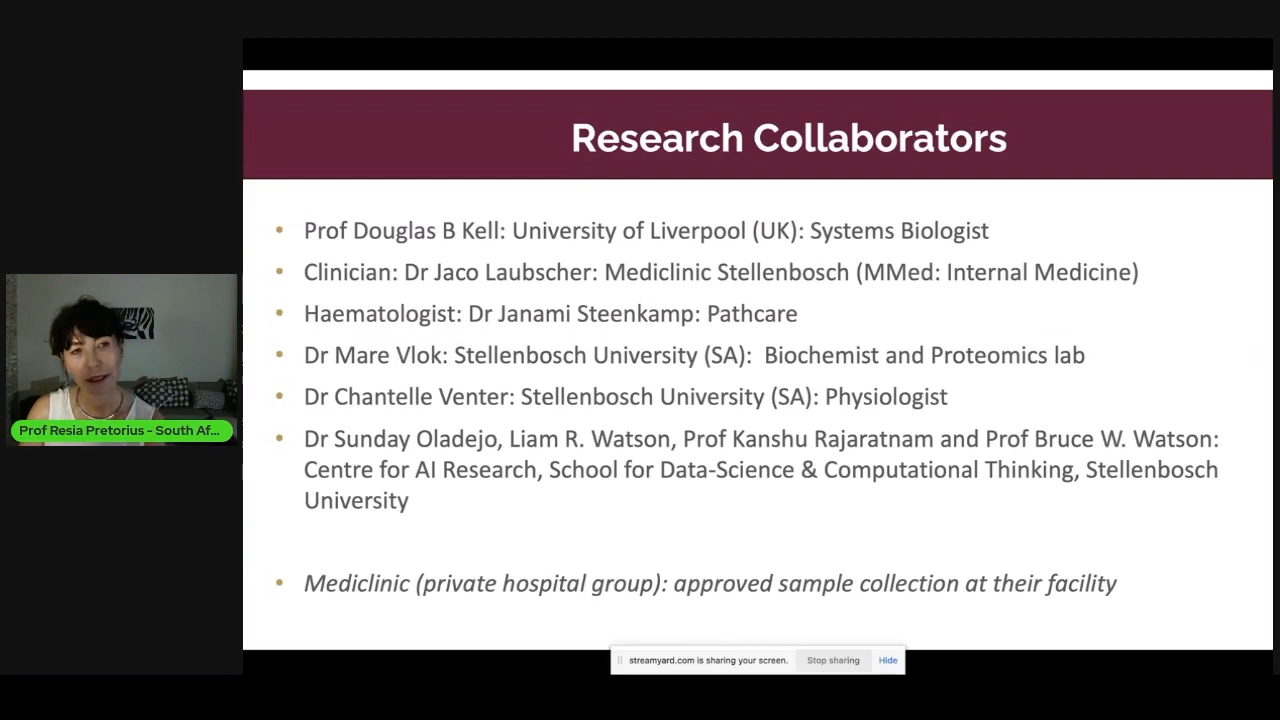 Research Collaborators
• Prof Douglas B Kell: University of Liverpool (UK): Systems Biologist
• Clinician: Dr Jaco Laubscher: Mediclinic Stellenbosch (MMed: Internal Medicine)
• Haematologist: Dr Janami Steenkamp: Pathcare
• Dr Mare Vlok: Stellenbosch University (SA):  Biochemist and Proteomics lab
• Dr Chantelle Venter: Stellenbosch University (SA): Physiologist
• Dr Sunday Oladejo, Liam R. Watson, Prof Kanshu Rajaratnam and Prof Bruce W. Watson:
Centre for AI Research, School for Data-Science & Computational Thinking, Stellenbosch
University
• Mediclinic (private hospital group): approved sample collection at their facility
Prof Resia Pretorius - South Af...
streamyard.com is sharing your screen. Stop sharing Hide